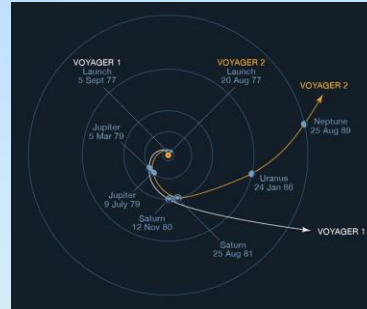 VOYAGER 1
Launch
5 Sept 77
VOYAGER 2
Launch
20 Aug 77
VOYAGER 2
Neptune
25 Aug 89
Jupiter
5 Mar 79
Uranus
24 Jan 86
Jupiter
9 July 79
Saturn
12 Nov 80
Saturn
25 Aug 81
VOYAGER 1